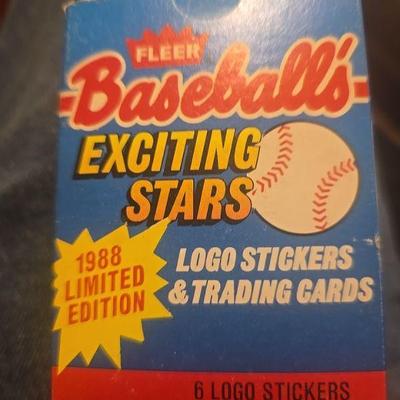 FLEER
Baseball's
EXCITING
STARS
1988
LIMITED
EDITION
LOGO STICKERS
& TRADING CARDS
6 LOGO STICKERS